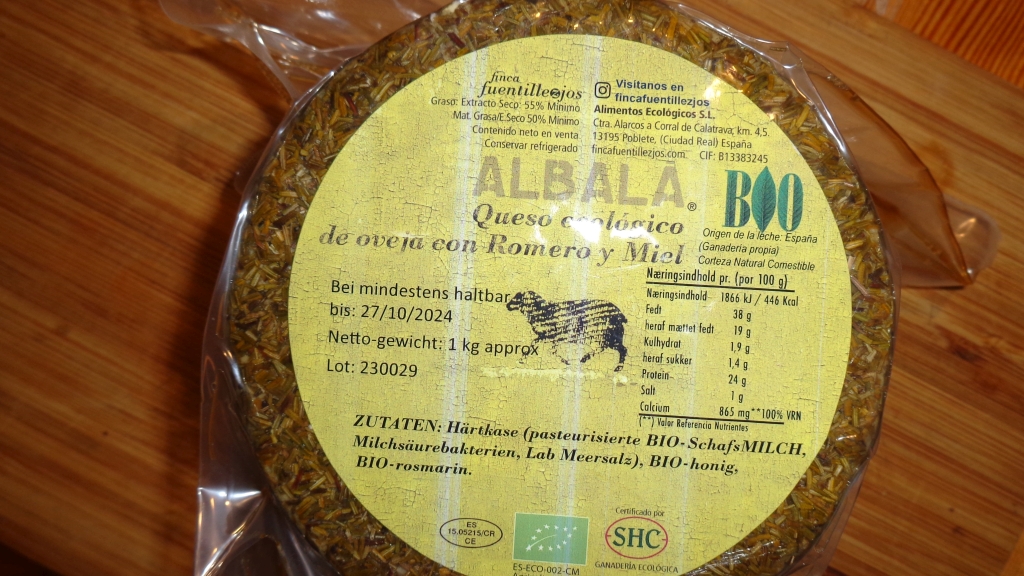 finca
fuentillezjos
Graso: Extracto Seco: 55% Minimo
Mat. Grasa/E.Seco 50% Minimo
Contenido neto en venta
Conservar refrigerado
Visítanos en
fincafuentillezjos
Alimentos Ecológicos S.L.
Ctra. Alarcos a Corral de Calatrava, km. 4,5.
13195 Poblete, (Ciudad Real) España
fincafuentillezjos.com. CIF: B13383245
ALBALÁ®
Queso ecológico
de oveja con Romero y Miel
BIO
Origen de la leche: España
(Ganadería propia)
Corteza Natural Comestible
Bei mindestens haltbar
bis: 27/10/2024
Netto-gewicht: 1 kg approx
Lot: 230029
Næringsindhold pr. (por 100 g)
Næringsindhold 1866 kJ / 446 Kcal
Fedt 38 g
heraf mættet fedt 19 g
Kulhydrat 1,9 g
heraf sukker 1,4 g
Protein 24 g
Salt 1 g
Calcium 865 mg**100% VRN
(**) Valor Referencia Nutrientes
ZUTATEN: Härtkase (pasteurisierte BIO-SchafsMILCH,
Milchsäurebakterien, Lab Meersalz), BIO-honig,
BIO-rosmarin.
ES
15.05215/CR
CE
ES-ECO-002-CM
Certificado por
SHC
GANADERÍA ECOLÓGICA